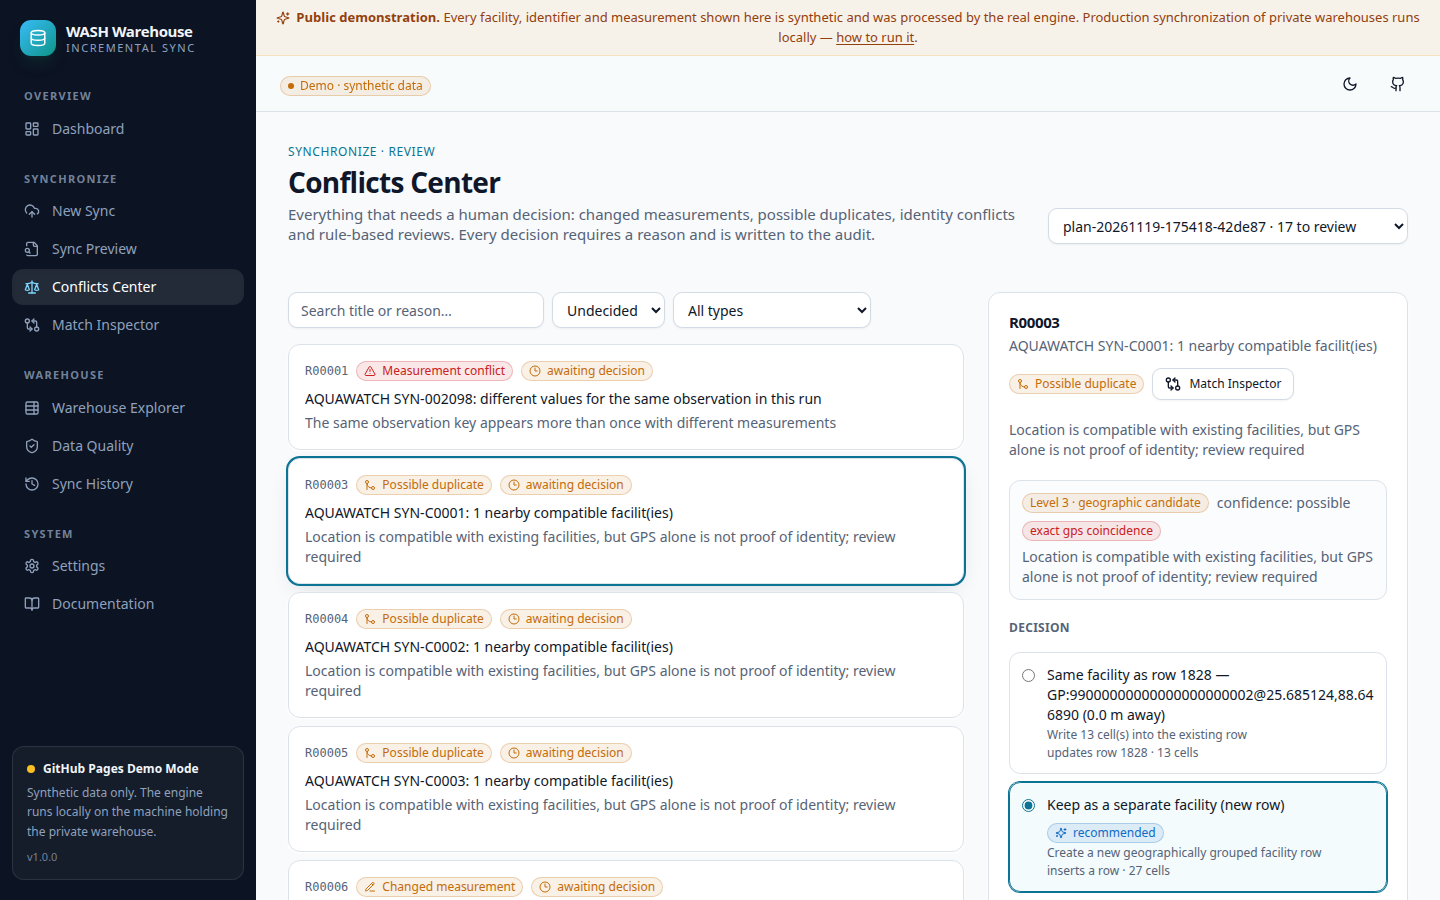 WASH Warehouse
INCREMENTAL SYNC
OVERVIEW
Dashboard
SYNCHRONIZE
New Sync
Sync Preview
Conflicts Center
Match Inspector
WAREHOUSE
Warehouse Explorer
Data Quality
Sync History
SYSTEM
Settings
Documentation
GitHub Pages Demo Mode
Synthetic data only. The engine
runs locally on the machine holding
the private warehouse.
v1.0.0
Public demonstration. Every facility, identifier and measurement shown here is synthetic and was processed by the real engine. Production synchronization of private warehouses runs
locally — how to run it.
Demo · synthetic data
SYNCHRONIZE · REVIEW
Conflicts Center
Everything that needs a human decision: changed measurements, possible duplicates, identity conflicts
and rule-based reviews. Every decision requires a reason and is written to the audit.
plan-20261119-175418-42de87 · 17 to review
Search title or reason...
Undecided
All types
R00001 Measurement conflict awaiting decision
AQUAWATCH SYN-002098: different values for the same observation in this run
The same observation key appears more than once with different measurements
R00003 Possible duplicate awaiting decision
AQUAWATCH SYN-C0001: 1 nearby compatible facilit(ies)
Location is compatible with existing facilities, but GPS alone is not proof of identity; review
required
R00004 Possible duplicate awaiting decision
AQUAWATCH SYN-C0002: 1 nearby compatible facilit(ies)
Location is compatible with existing facilities, but GPS alone is not proof of identity; review
required
R00005 Possible duplicate awaiting decision
AQUAWATCH SYN-C0003: 1 nearby compatible facilit(ies)
Location is compatible with existing facilities, but GPS alone is not proof of identity; review
required
R00006 Changed measurement awaiting decision
R00003
AQUAWATCH SYN-C0001: 1 nearby compatible facilit(ies)
Possible duplicate Match Inspector
Location is compatible with existing facilities, but GPS
alone is not proof of identity; review required
Level 3 · geographic candidate confidence: possible
exact gps coincidence
Location is compatible with existing facilities, but GPS
alone is not proof of identity; review required
DECISION
Same facility as row 1828 —
GP:99000000000000000000002@25.685124,88.64
6890 (0.0 m away)
Write 13 cell(s) into the existing row
updates row 1828 · 13 cells
Keep as a separate facility (new row)
recommended
Create a new geographically grouped facility row
inserts a row · 27 cells